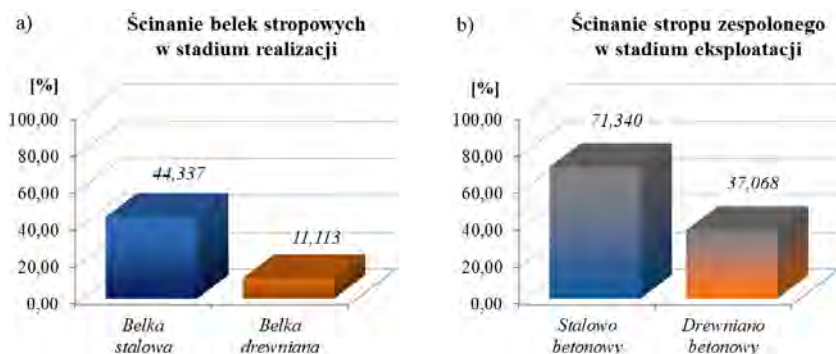 a)
Ścinanie belek stropowych
w stadium realizacji
[%]
100,00
80,00
60,00
40,00
20,00
0,00
44,337
11,113
Belka
stalowa
Belka
drewniana
b)
Ścinanie stropu zespolonego
w stadium eksploatacji
[%]
100,00
80,00
60,00
40,00
20,00
0,00
71,340
37,068
Stalowo
betonowy
Drewniano
betonowy